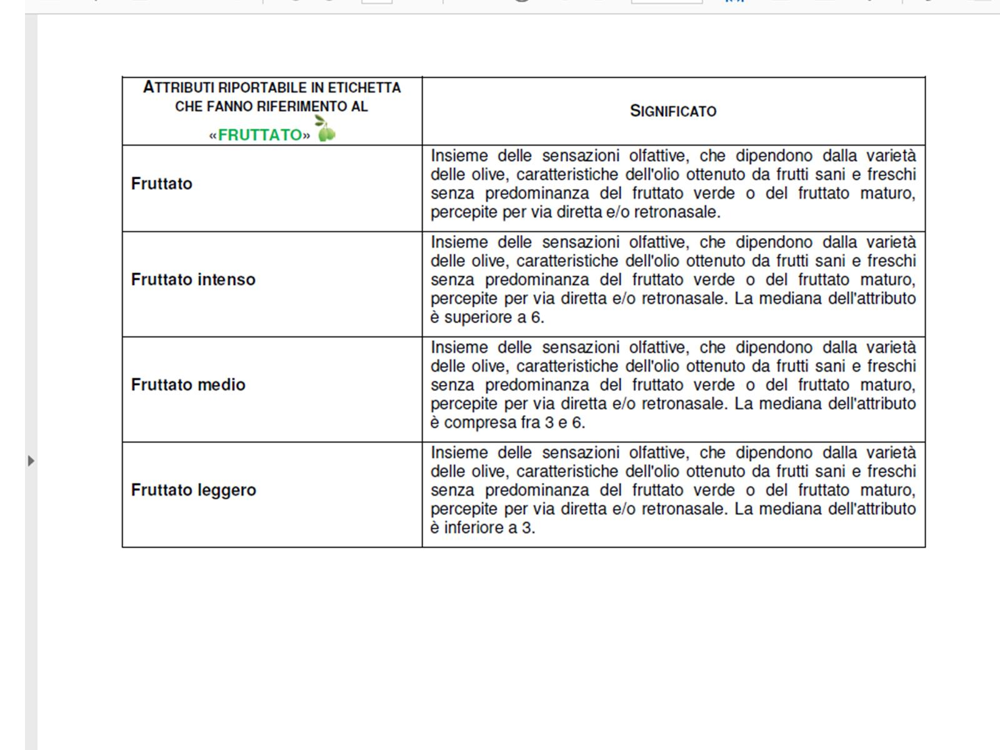 ATTRIBUTI RIPORTABILE IN ETICHETTA
CHE FANNO RIFERIMENTO AL
«FRUTTATO»
SIGNIFICATO
Fruttato
Insieme delle sensazioni olfattive, che dipendono dalla varietà
delle olive, caratteristiche dell'olio ottenuto da frutti sani e freschi
senza predominanza del fruttato verde o del fruttato maturo,
percepite per via diretta e/o retronasale.
Fruttato intenso
Insieme delle sensazioni olfattive, che dipendono dalla varietà
delle olive, caratteristiche dell'olio ottenuto da frutti sani e freschi
senza predominanza del fruttato verde o del fruttato maturo,
percepite per via diretta e/o retronasale. La mediana dell'attributo
è superiore a 6.
Fruttato medio
Insieme delle sensazioni olfattive, che dipendono dalla varietà
delle olive, caratteristiche dell'olio ottenuto da frutti sani e freschi
senza predominanza del fruttato verde o del fruttato maturo,
percepite per via diretta e/o retronasale. La mediana dell'attributo
è compresa fra 3 e 6.
Fruttato leggero
Insieme delle sensazioni olfattive, che dipendono dalla varietà
delle olive, caratteristiche dell'olio ottenuto da frutti sani e freschi
senza predominanza del fruttato verde o del fruttato maturo,
percepite per via diretta e/o retronasale. La mediana dell'attributo
è inferiore a 3.